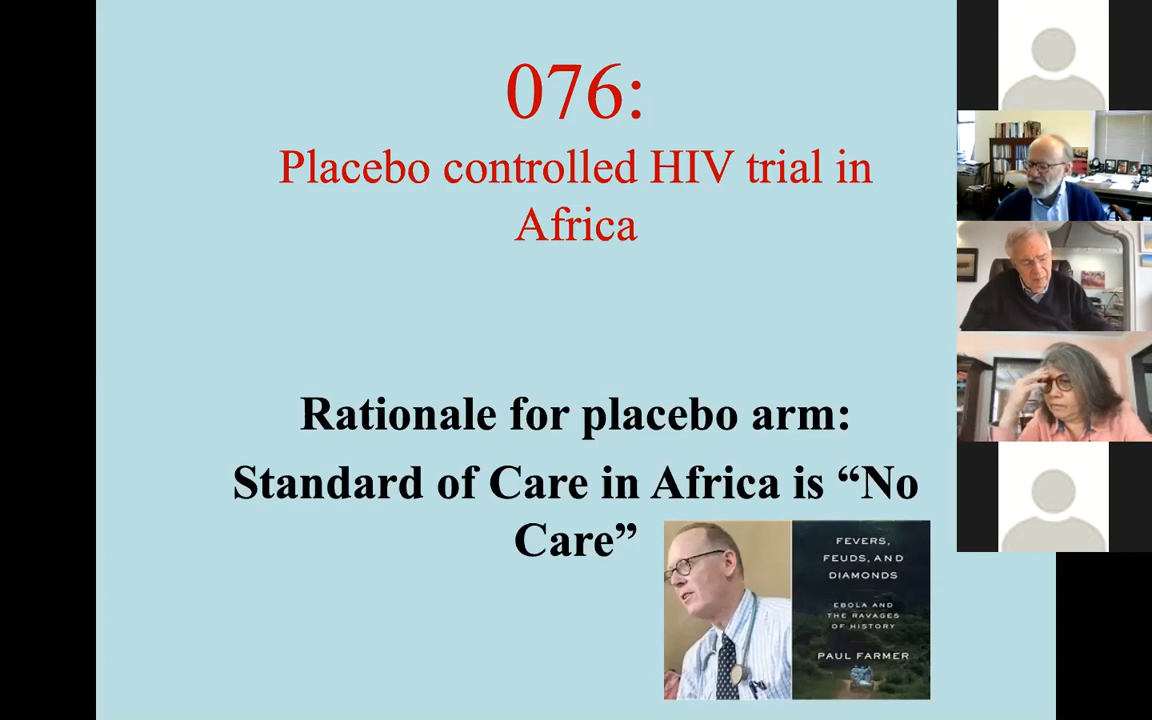 076:
Placebo controlled HIV trial in
Africa
Rationale for placebo arm:
Standard of Care in Africa is “No
Care”
FEVERS,
FEUDS, AND
DIAMONDS
EBOLA AND
THE RAVAGES
OF HISTORY
PAUL FARMER